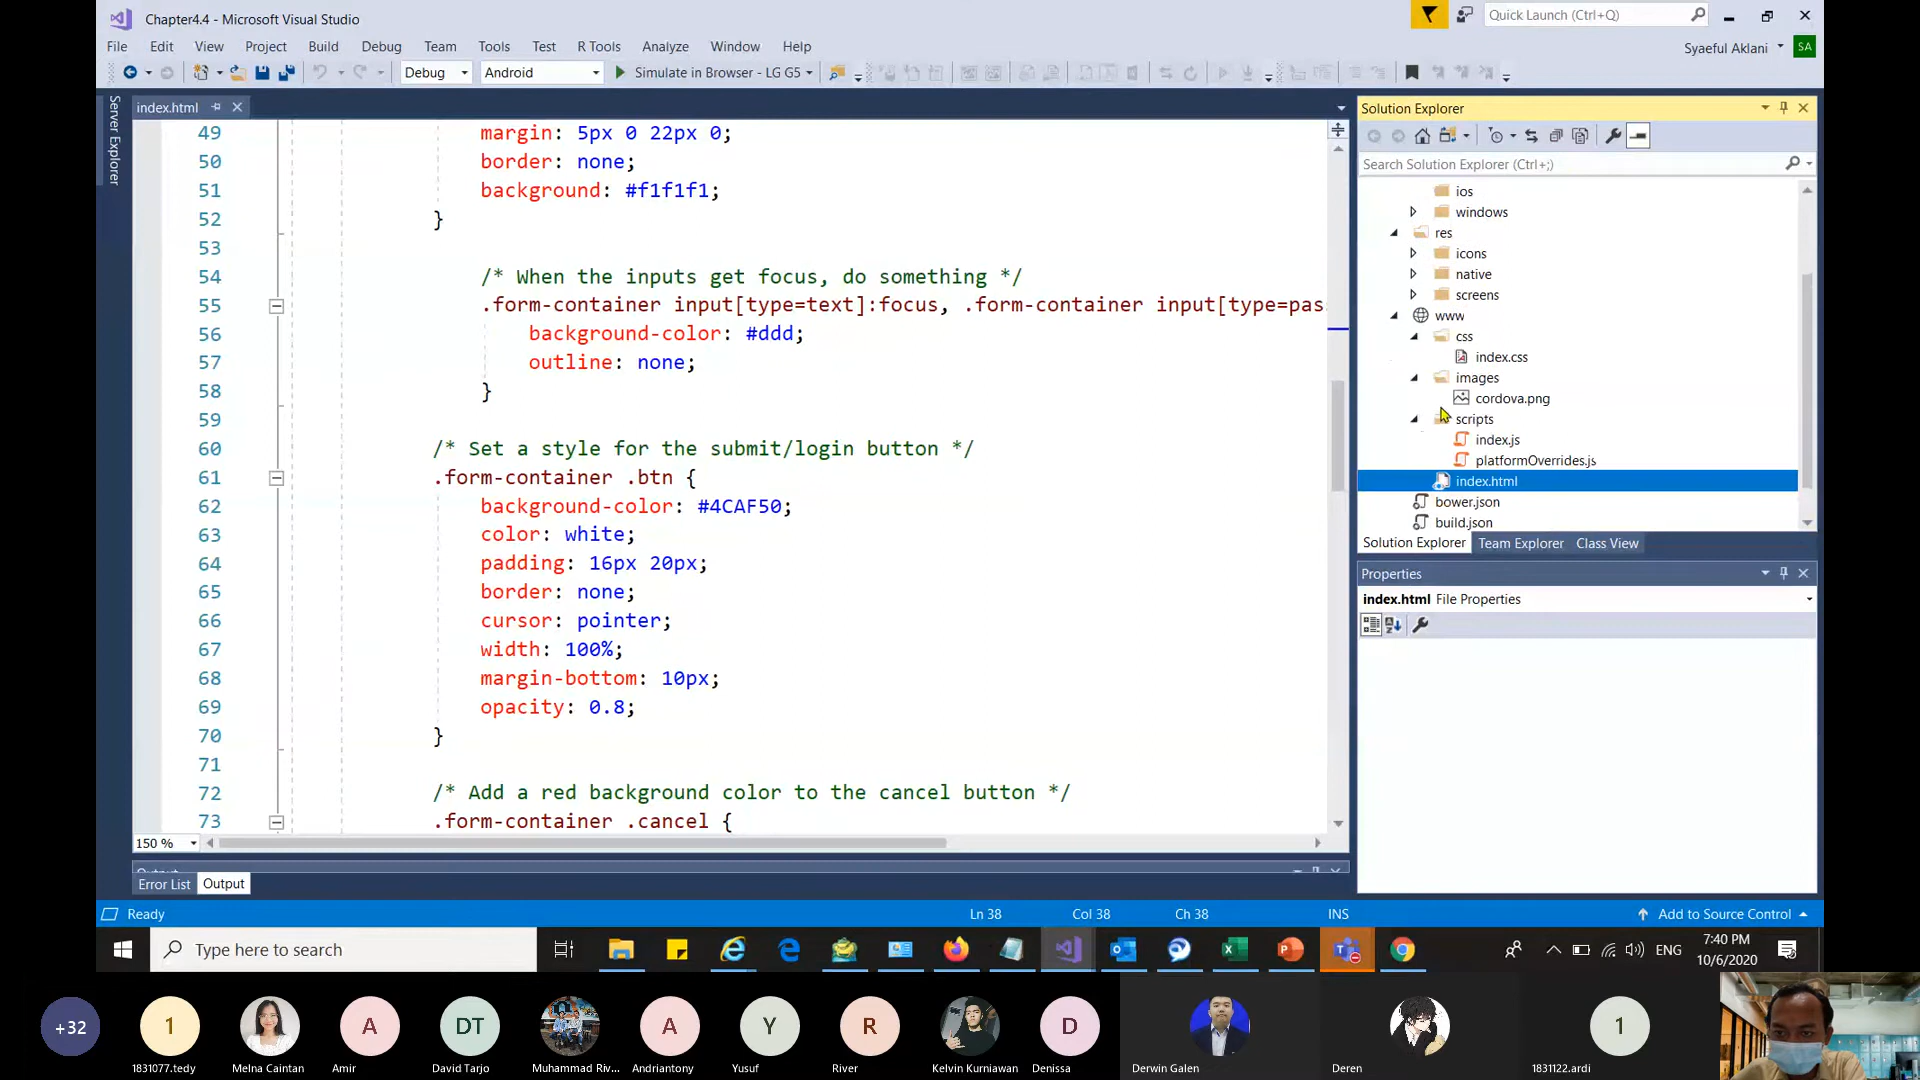 Chapter4.4 - Microsoft Visual Studio
Quick Launch (Ctrl+Q)
File Edit View Project Build Debug Team Tools Test R Tools Analyze Window Help
Syaeful Aklani
SA
Debug
Android
Simulate in Browser - LG G5
Server Explorer
index.html
49 margin: 5px 0 22px 0;
50 border: none;
51 background: #f1f1f1;
52 }
53
54 /* When the inputs get focus, do something */
55 .form-container input[type=text]:focus, .form-container input[type=pas
56 background-color: #ddd;
57 outline: none;
58 }
59
60 /* Set a style for the submit/login button */
61 .form-container .btn {
62 background-color: #4CAF50;
63 color: white;
64 padding: 16px 20px;
65 border: none;
66 cursor: pointer;
67 width: 100%;
68 margin-bottom: 10px;
69 opacity: 0.8;
70 }
71
72 /* Add a red background color to the cancel button */
73 .form-container .cancel {
150 %
Error List Output
Solution Explorer
Search Solution Explorer (Ctrl+;)
ios
windows
res
icons
native
screens
www
css
index.css
images
cordova.png
scripts
index.js
platformOverrides.js
index.html
bower.json
build.json
Solution Explorer Team Explorer Class View
Properties
index.html File Properties
Ready
Ln 38
Col 38
Ch 38
INS
Add to Source Control
Type here to search
ENG
7:40 PM
10/6/2020
+32
1
A
DT
A
Y
R
D
1
1831077.tedy
Melna Caintan
Amir
David Tarjo
Muhammad Riv...
Andriantony
Yusuf
River
Kelvin Kurniawan
Denissa
Derwin Galen
Deren
1831122.ardi